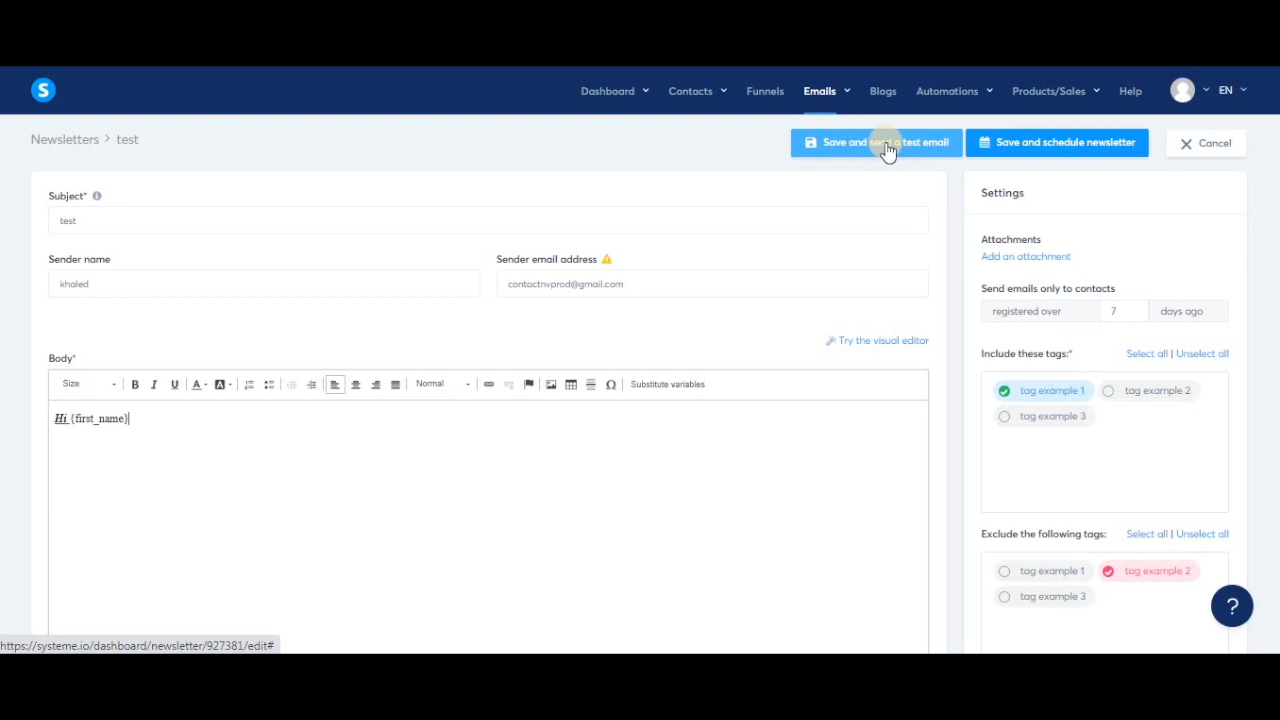 S
Dashboard Contacts Funnels Emails Blogs Automations Products/Sales Help EN
Newsletters > test
Save and send a test email
Save and schedule newsletter
Cancel
Subject*
test
Sender name
khaled
Sender email address
contactnvprod@gmail.com
Try the visual editor
Body*
Size B I U A A Normal Ω Substitute variables
Hi {first_name}
Settings
Attachments
Add an attachment
Send emails only to contacts
registered over 7 days ago
Include these tags:* Select all | Unselect all
tag example 1 tag example 2
tag example 3
Exclude the following tags: Select all | Unselect all
tag example 1 tag example 2
tag example 3
?
https://systeme.io/dashboard/newsletter/927381/edit#